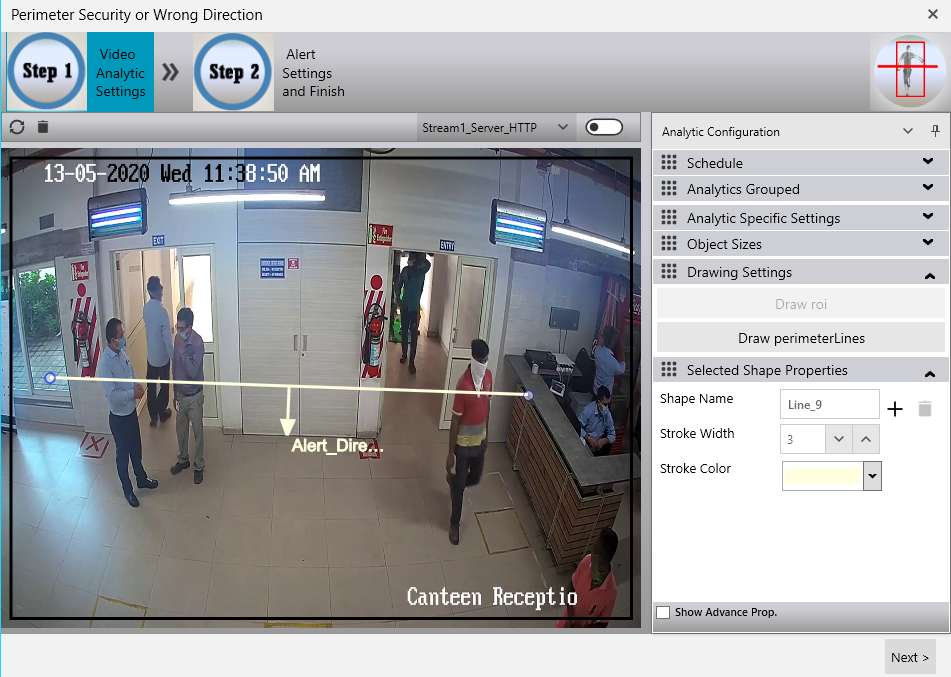 Perimeter Security or Wrong Direction
Step 1
Video
Analytic
Settings
Step 2
Alert
Settings
and Finish
Stream1_Server_HTTP
Analytic Configuration
Schedule
Analytics Grouped
Analytic Specific Settings
Object Sizes
Drawing Settings
Draw roi
Draw perimeterLines
Selected Shape Properties
Shape Name
Line_9
Stroke Width
3
Stroke Color
Show Advance Prop.
Next >
13-05-2020 Wed 11:38:50 AM
EXIT
ENTRY
Fire
Extinguisher
Alert_Dire...
Canteen Receptio